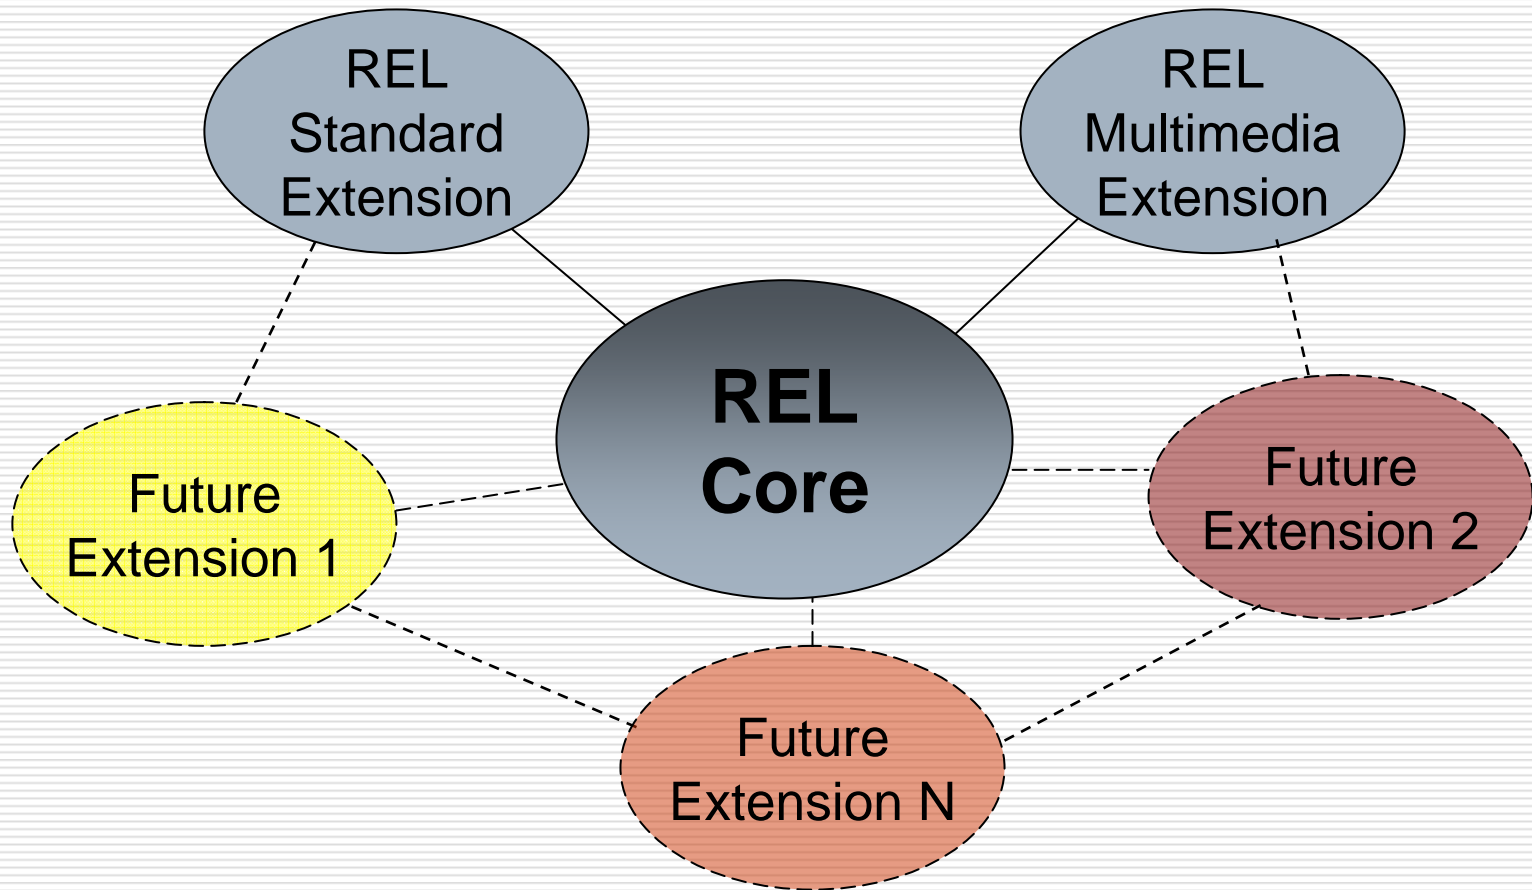 REL
Standard
Extension
REL
Multimedia
Extension
REL
Core
Future
Extension 1
Future
Extension 2
Future
Extension N